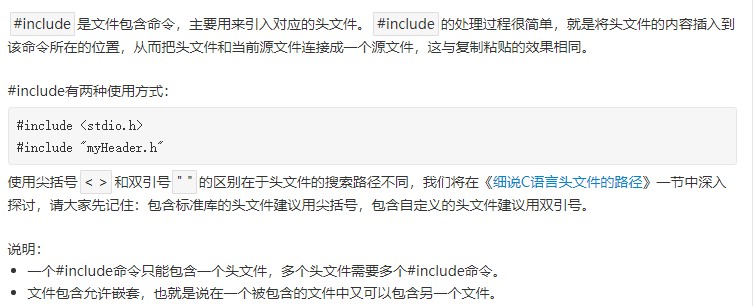 #include 是文件包含命令，主要用来引入对应的头文件。 #include 的处理过程很简单，就是将头文件的内容插入到
该命令所在的位置，从而把头文件和当前源文件连接成一个源文件，这与复制粘贴的效果相同。
#include有两种使用方式：
#include <stdio.h>
#include "myHeader.h"
使用尖括号 < > 和双引号 " " 的区别在于头文件的搜索路径不同，我们将在《细说C语言头文件的路径》一节中深入
探讨，请大家先记住：包含标准库的头文件建议用尖括号，包含自定义的头文件建议用双引号。
说明：
• 一个#include命令只能包含一个头文件，多个头文件需要多个#include命令。
• 文件包含允许嵌套，也就是说在一个被包含的文件中又可以包含另一个文件。